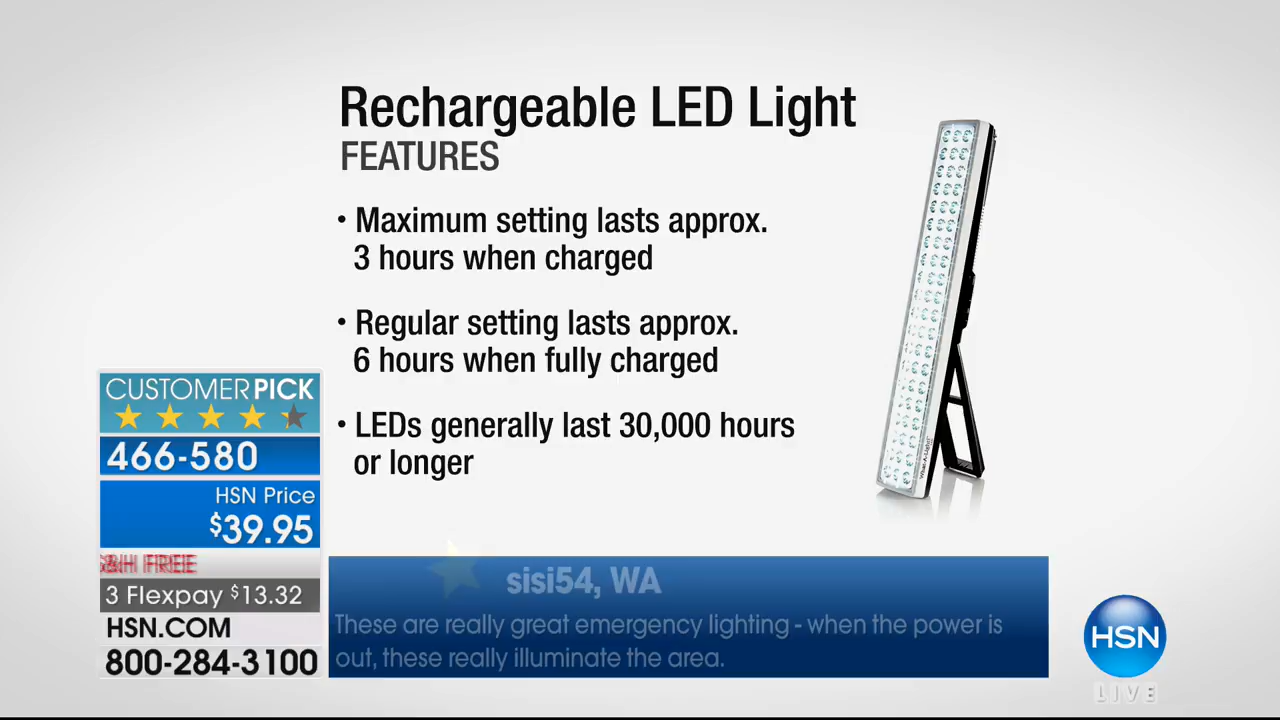 Rechargeable LED Light
FEATURES
• Maximum setting lasts approx.
3 hours when charged
• Regular setting lasts approx.
6 hours when fully charged
• LEDs generally last 30,000 hours
or longer
CUSTOMER PICK
466-580
HSN Price
$39.95
S&H FREE
3 Flexpay $13.32
HSN.COM
800-284-3100
sisi54, WA
These are really great emergency lighting - when the power is
out, these really illuminate the area.
HSN
LIVE